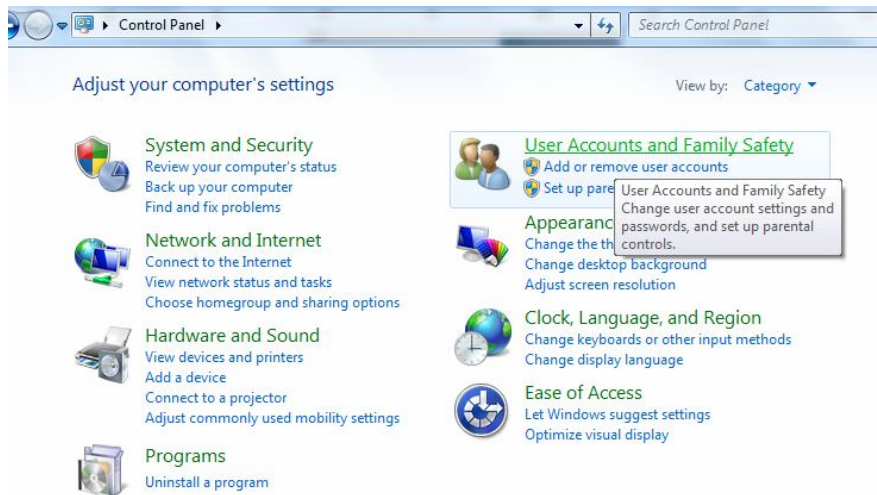 Control Panel
Search Control Panel
Adjust your computer's settings
View by: Category
System and Security
Review your computer's status
Back up your computer
Find and fix problems
Network and Internet
Connect to the Internet
View network status and tasks
Choose homegroup and sharing options
Hardware and Sound
View devices and printers
Add a device
Connect to a projector
Adjust commonly used mobility settings
Programs
Uninstall a program
User Accounts and Family Safety
Add or remove user accounts
Set up pare
User Accounts and Family Safety
Change user account settings and
passwords, and set up parental
controls.
Appearanc
Change the th
Change desktop background
Adjust screen resolution
Clock, Language, and Region
Change keyboards or other input methods
Change display language
Ease of Access
Let Windows suggest settings
Optimize visual display